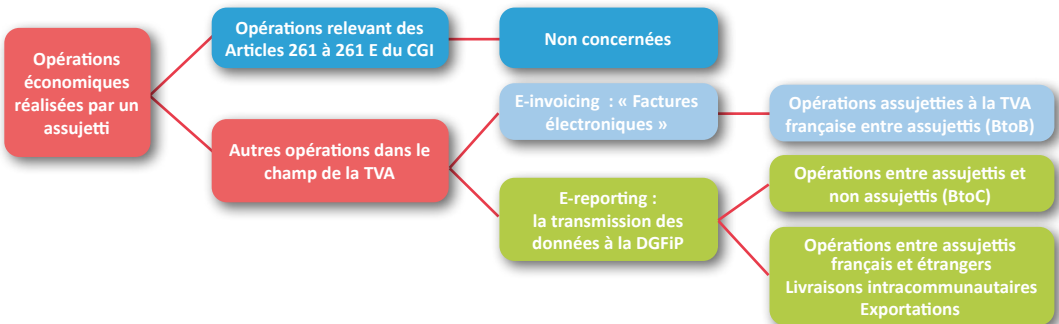 Opérations
économiques
réalisées par un
assujetti
Opérations relevant des
Articles 261 à 261 E du CGI
Non concernées
Autres opérations dans le
champ de la TVA
E-invoicing : « Factures
électroniques »
Opérations assujetties à la TVA
française entre assujettis (BtoB)
E-reporting :
la transmission des
données à la DGFiP
Opérations entre assujettis et
non assujettis (BtoC)
Opérations entre assujettis
français et étrangers
Livraisons intracommunautaires
Exportations